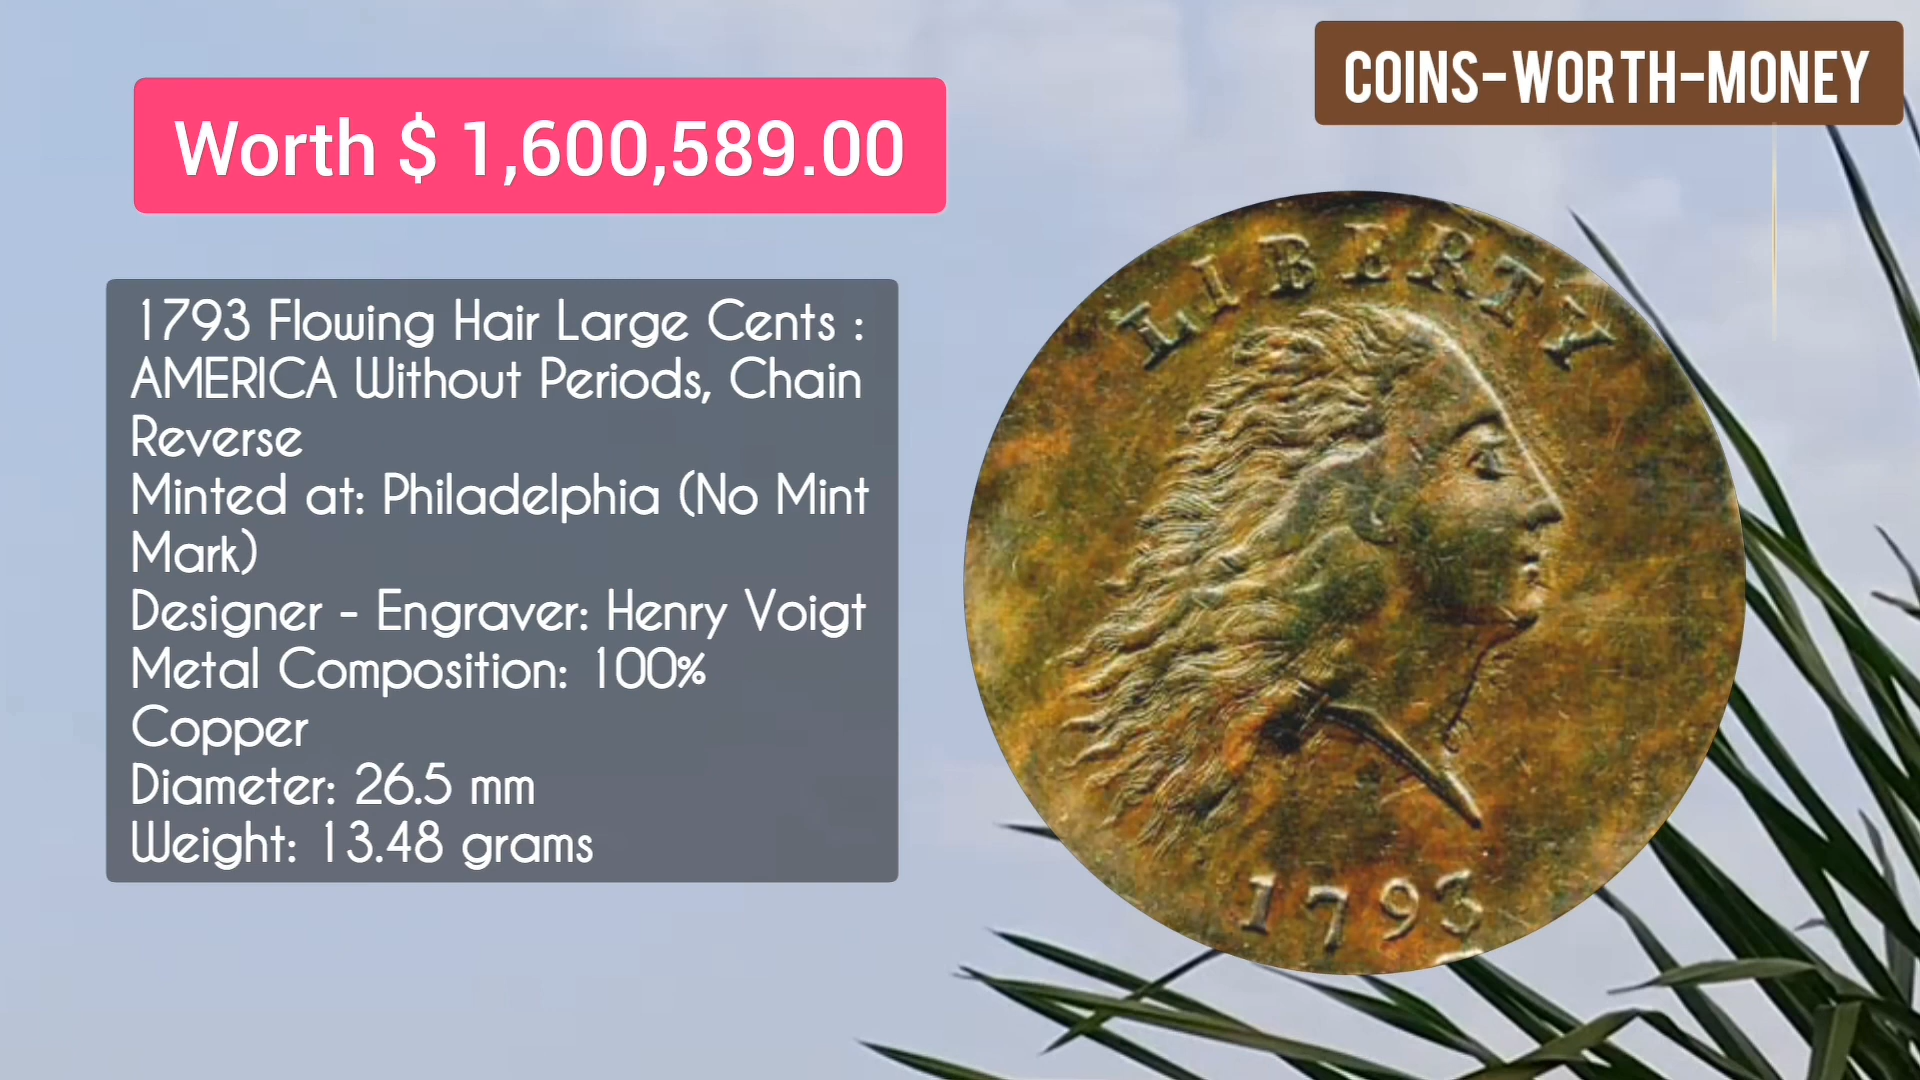 COINS-WORTH-MONEY
Worth $ 1,600,589.00
1793 Flowing Hair Large Cents :
AMERICA Without Periods, Chain
Reverse
Minted at: Philadelphia (No Mint
Mark)
Designer - Engraver: Henry Voigt
Metal Composition: 100%
Copper
Diameter: 26.5 mm
Weight: 13.48 grams
LIBERTY
1793